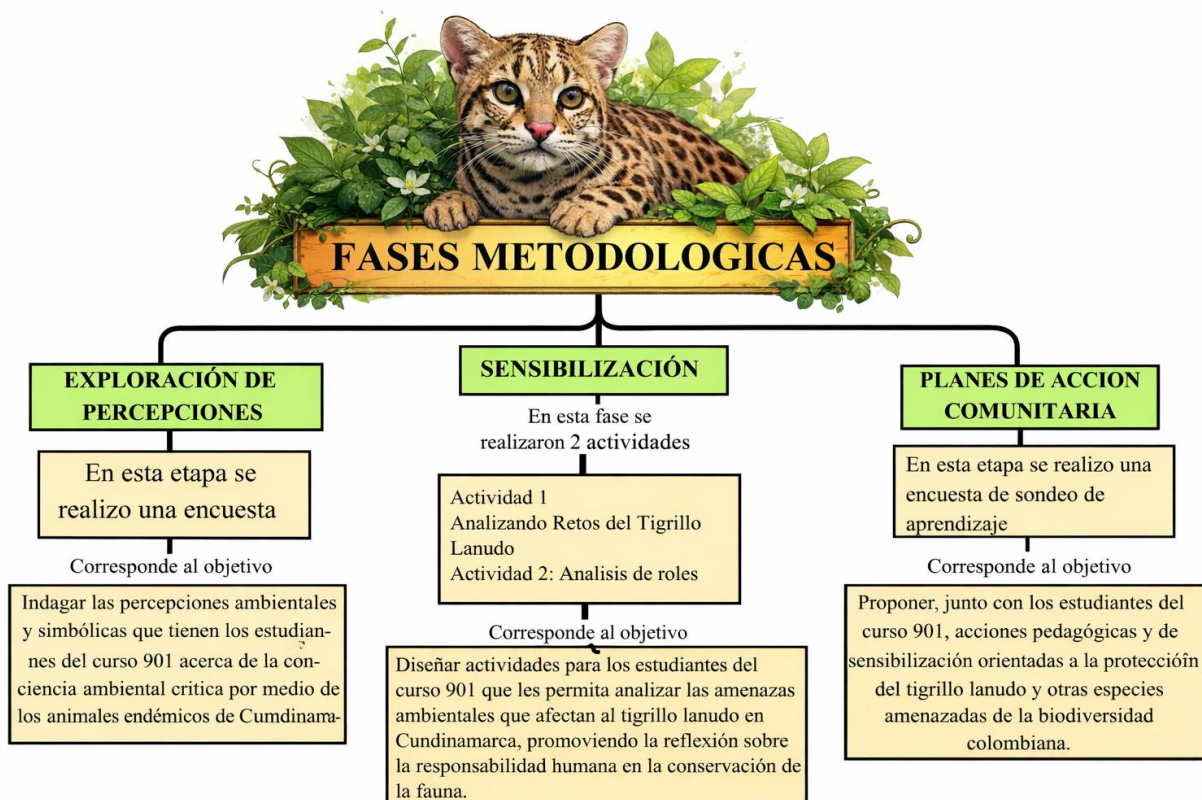 FASES METODOLOGICAS
EXPLORACIÓN DE
PERCEPCIONES
En esta etapa se
realizo una encuesta
Corresponde al objetivo
Indagar las percepciones ambientales
y simbólicas que tienen los estudian-
nes del curso 901 acerca de la con-
ciencia ambiental critica por medio de
los animales endémicos de Cumdinama-
SENSIBILIZACIÓN
En esta fase se
realizaron 2 actividades
Actividad 1
Analizando Retos del Tigrillo
Lanudo
Actividad 2: Analisis de roles
Corresponde al objetivo
Diseñar actividades para los estudiantes del
curso 901 que les permita analizar las amenazas
ambientales que afectan al tigrillo lanudo en
Cundinamarca, promoviendo la reflexión sobre
la responsabilidad humana en la conservación de
la fauna.
PLANES DE ACCION
COMUNITARIA
En esta etapa se realizo una
encuesta de sondeo de
aprendizaje
Corresponde al objetivo
Proponer, junto con los estudiantes del
curso 901, acciones pedagógicas y de
sensibilización orientadas a la protecciôîn
del tigrillo lanudo y otras especies
amenazadas de la biodiversidad
colombiana.